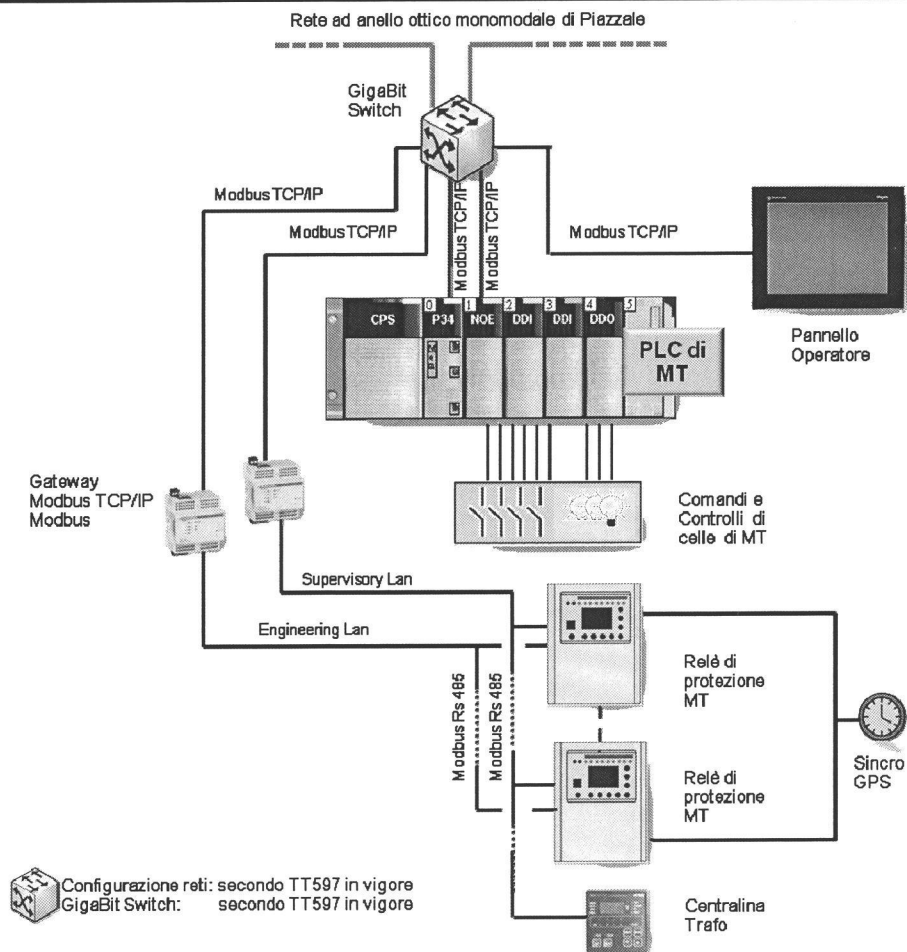 Rete ad anello ottico monomodale di Piazzale
GigaBit
Switch
Modbus TCP/IP
Modbus TCP/IP
Modbus TCP/IP
Modbus TCP/IP
Modbus TCP/IP
0 1 2 3 4 5
CPS P34 NOE DDI DDI DDO
PLC di
MT
Pannello
Operatore
Gateway
Modbus TCP/IP
Modbus
Comandi e
Controlli di
celle di MT
Supervisory Lan
Engineering Lan
Modbus Rs 485
Modbus Rs 485
Relè di
protezione
MT
Relè di
protezione
MT
Sincro
GPS
Centralina
Trafo
Configurazione reti: secondo TT597 in vigore
GigaBit Switch: secondo TT597 in vigore